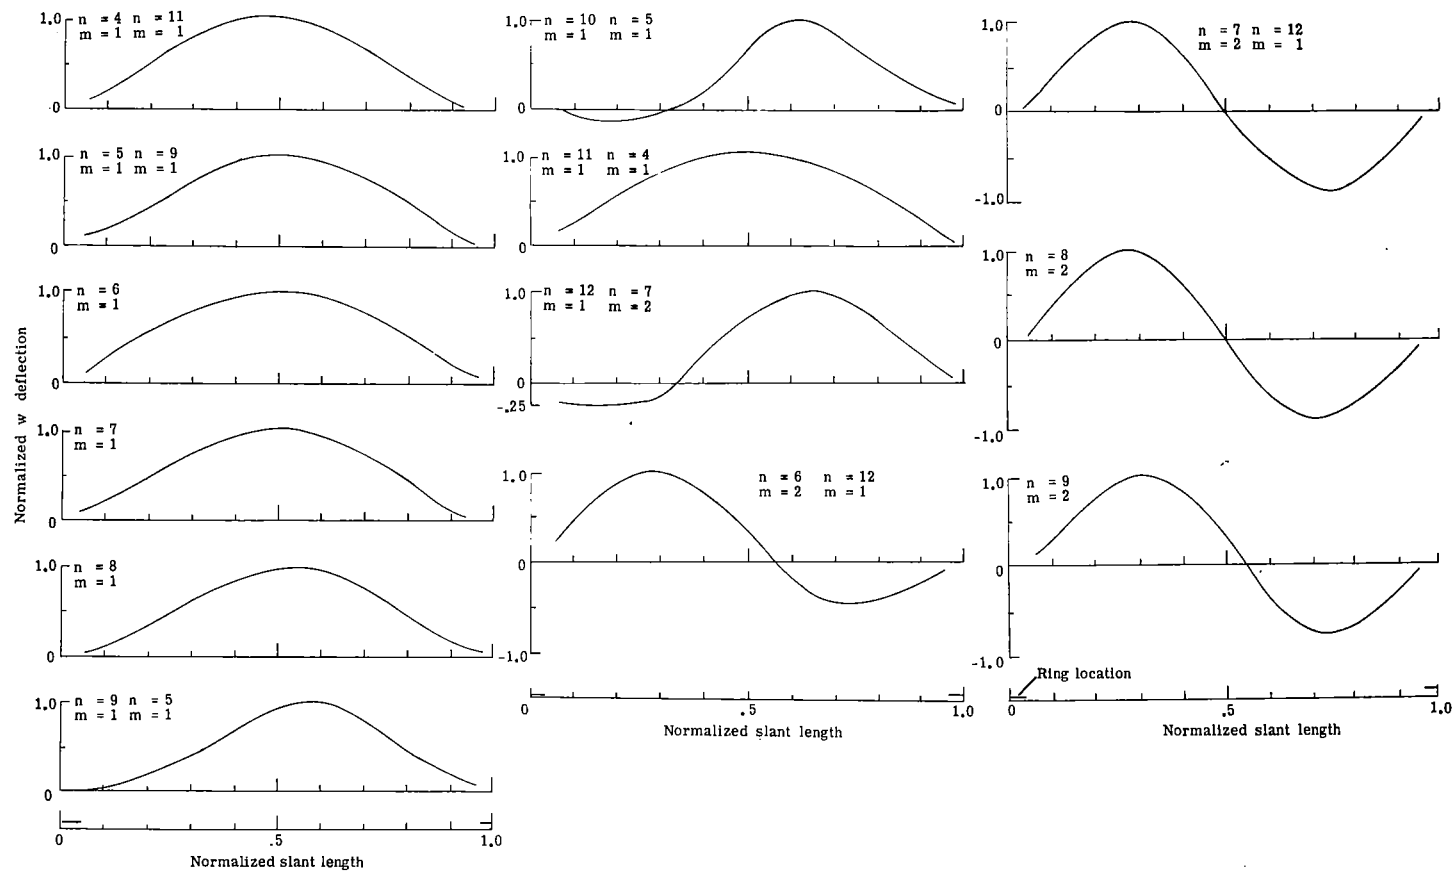 1.0
n = 4 n = 11
m = 1 m = 1
0
1.0
n = 5 n = 9
m = 1 m = 1
0
1.0
n = 6
m = 1
0
1.0
n = 7
m = 1
0
1.0
n = 8
m = 1
0
1.0
n = 9 n = 5
m = 1 m = 1
0
0 .5 1.0
Normalized slant length
Normalized w deflection
1.0
n = 10 n = 5
m = 1 m = 1
0
1.0
n = 11 n = 4
m = 1 m = 1
0
1.0
n = 12 n = 7
m = 1 m = 2
0
-.25
1.0
n = 6 n = 12
m = 2 m = 1
0
-1.0
0 .5 1.0
Normalized slant length
1.0
n = 7 n = 12
m = 2 m = 1
0
-1.0
1.0
n = 8
m = 2
0
-1.0
1.0
n = 9
m = 2
0
-1.0
Ring location
0 .5 1.0
Normalized slant length